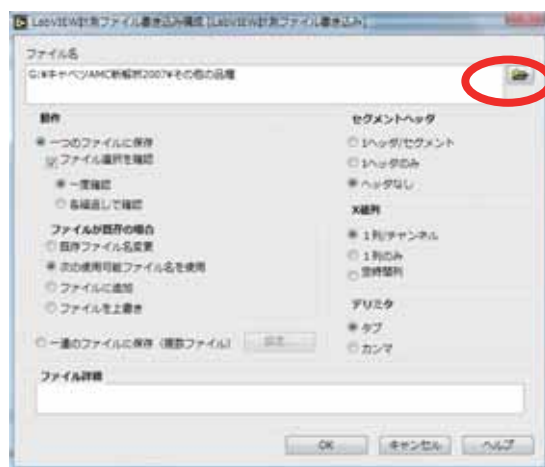 LabVIEW計測ファイル書き込み構成 [LabVIEW計測ファイル書き込み]
ファイル名
G:¥キャベツAMC新解析2007¥その他の品種
動作
一つのファイルに保存
ファイル選択を確認
一度確認
各繰返しで確認
ファイルが既存の場合
既存ファイル名変更
次の使用可能ファイル名を使用
ファイルに追加
ファイルを上書き
一連のファイルに保存 (複数ファイル)
設定
セグメントヘッダ
1ヘッダ/セグメント
1ヘッダのみ
ヘッダなし
X値列
1列/チャンネル
1列のみ
空時間列
デリミタ
タブ
カンマ
ファイル詳細
OK
キャンセル
ヘルプ